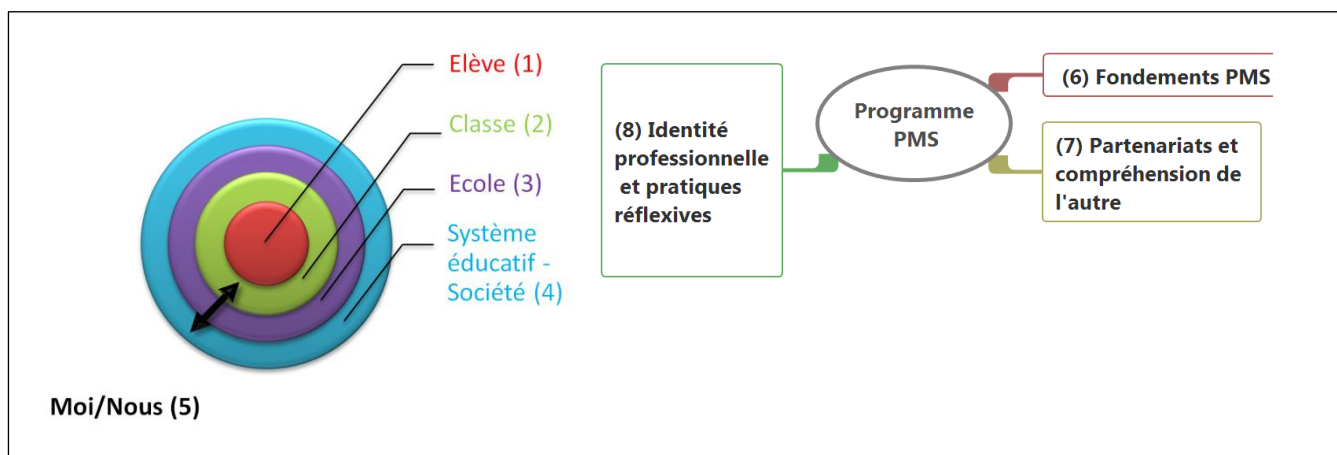 Elève (1)
Classe (2)
Ecole (3)
Système
éducatif -
Société (4)
Moi/Nous (5)
(8) Identité
professionnelle
et pratiques
réflexives
Programme
PMS
(6) Fondements PMS
(7) Partenariats et
compréhension de
l'autre